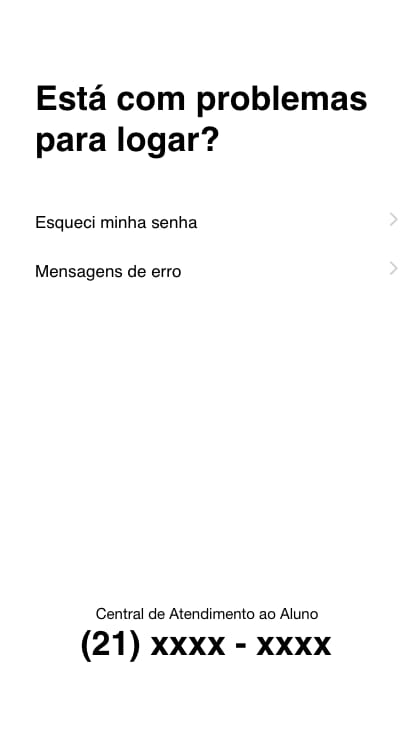 Está com problemas
para logar?
Esqueci minha senha
Mensagens de erro
Central de Atendimento ao Aluno
(21) xxxx - xxxx